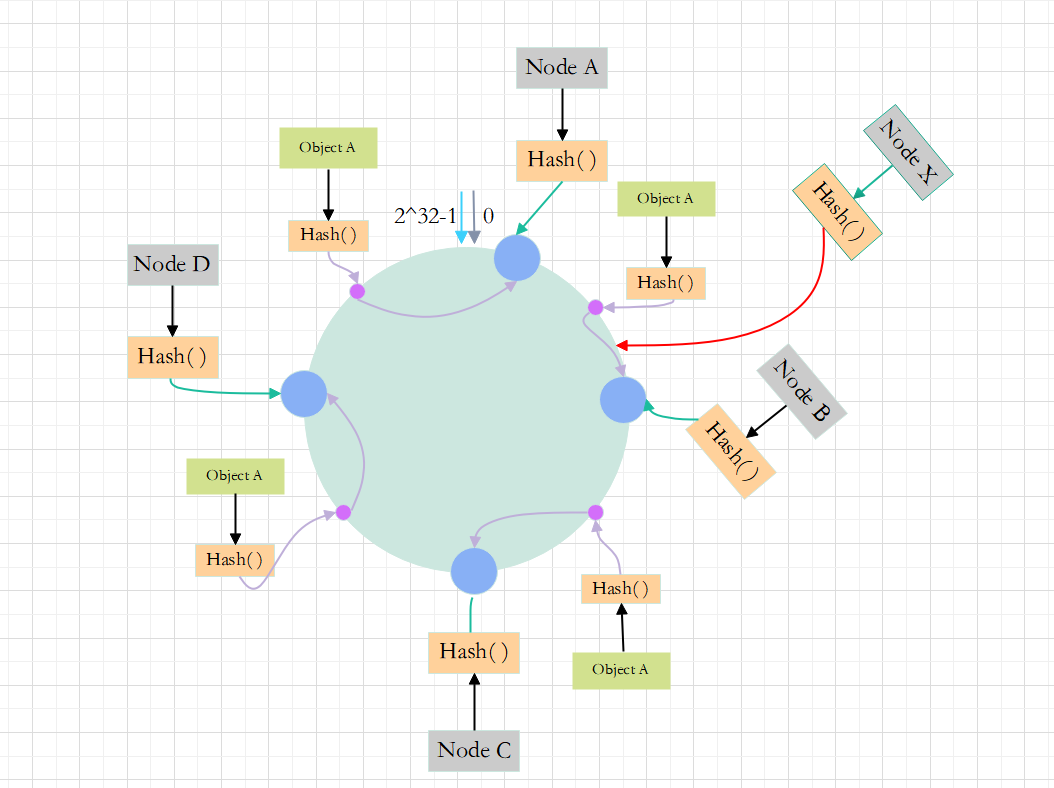 Node A
Node X
Object A
Hash( )
Object A
Hash( )
2^32-1
0
Hash( )
Node D
Hash( )
Hash( )
Node B
Hash( )
Object A
Hash( )
Hash( )
Hash( )
Object A
Node C